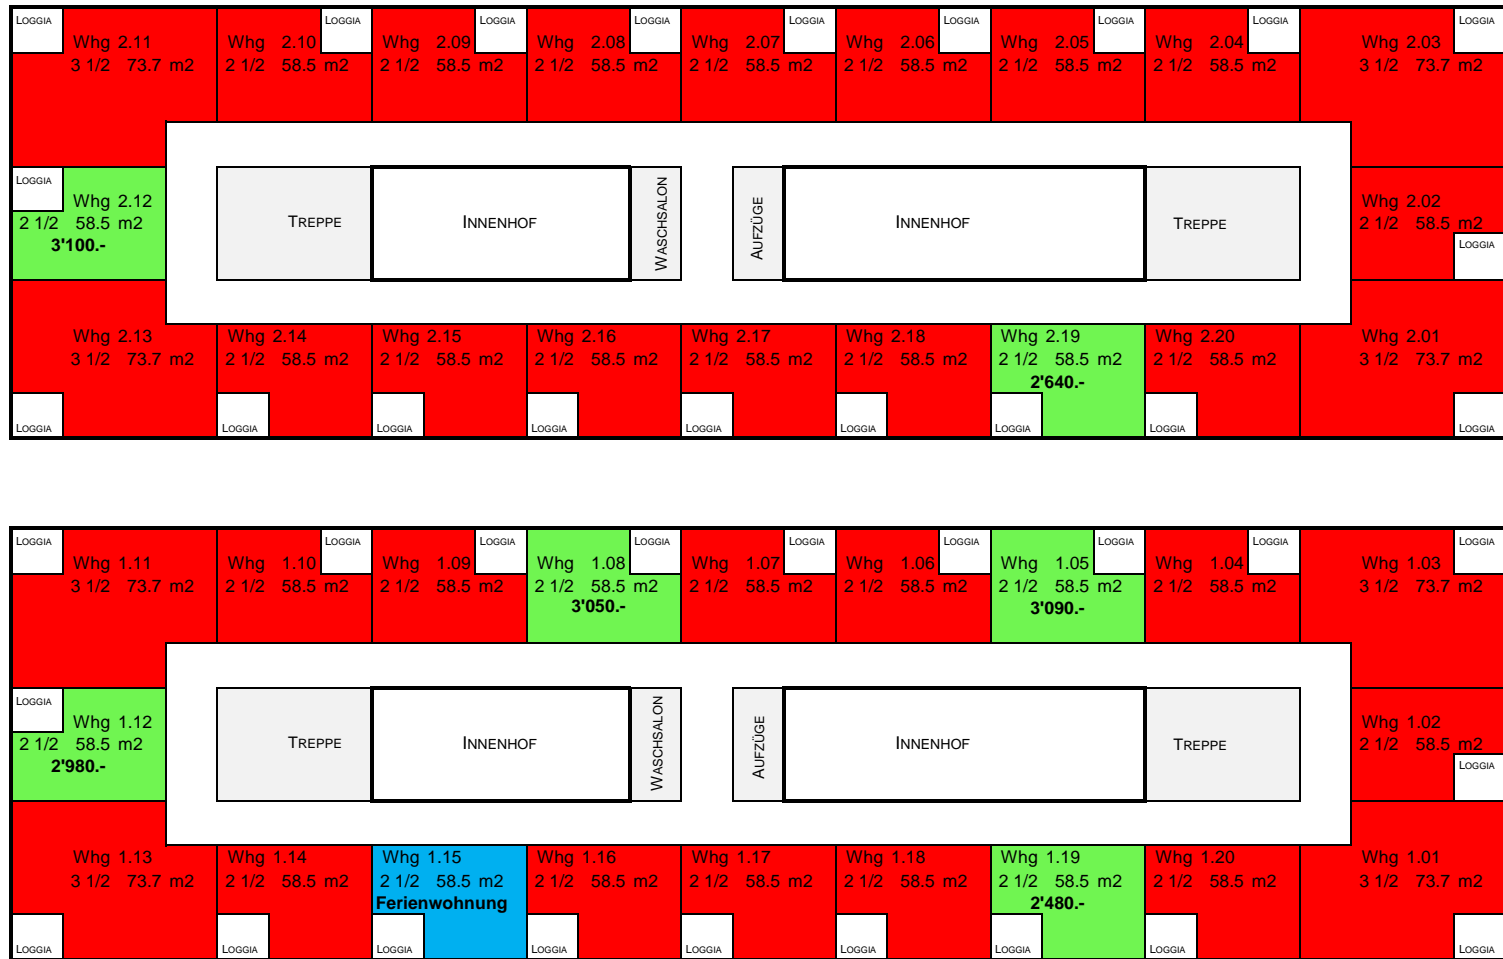 LOGGIA LOGGIA LOGGIA LOGGIA LOGGIA LOGGIA LOGGIA LOGGIA LOGGIA
Whg 2.11 Whg 2.10 Whg 2.09 Whg 2.08 Whg 2.07 Whg 2.06 Whg 2.05 Whg 2.04 Whg 2.03
3 1/2 73.7 m2 2 1/2 58.5 m2 2 1/2 58.5 m2 2 1/2 58.5 m2 2 1/2 58.5 m2 2 1/2 58.5 m2 2 1/2 58.5 m2 2 1/2 58.5 m2 3 1/2 73.7 m2
LOGGIA
Whg 2.12 Whg 2.02
2 1/2 58.5 m2 TREPPE INNENHOF WASCHSALON AUFZÜGE INNENHOF TREPPE 2 1/2 58.5 m2
3'100.- LOGGIA
Whg 2.13 Whg 2.14 Whg 2.15 Whg 2.16 Whg 2.17 Whg 2.18 Whg 2.19 Whg 2.20 Whg 2.01
3 1/2 73.7 m2 2 1/2 58.5 m2 2 1/2 58.5 m2 2 1/2 58.5 m2 2 1/2 58.5 m2 2 1/2 58.5 m2 2 1/2 58.5 m2 2 1/2 58.5 m2 3 1/2 73.7 m2
2'640.-
LOGGIA LOGGIA LOGGIA LOGGIA LOGGIA LOGGIA LOGGIA LOGGIA LOGGIA
LOGGIA LOGGIA LOGGIA LOGGIA LOGGIA LOGGIA LOGGIA LOGGIA LOGGIA
Whg 1.11 Whg 1.10 Whg 1.09 Whg 1.08 Whg 1.07 Whg 1.06 Whg 1.05 Whg 1.04 Whg 1.03
3 1/2 73.7 m2 2 1/2 58.5 m2 2 1/2 58.5 m2 2 1/2 58.5 m2 2 1/2 58.5 m2 2 1/2 58.5 m2 2 1/2 58.5 m2 2 1/2 58.5 m2 3 1/2 73.7 m2
3'050.- 3'090.-
LOGGIA
Whg 1.12 Whg 1.02
2 1/2 58.5 m2 TREPPE INNENHOF WASCHSALON AUFZÜGE INNENHOF TREPPE 2 1/2 58.5 m2
2'980.- LOGGIA
Whg 1.13 Whg 1.14 Whg 1.15 Whg 1.16 Whg 1.17 Whg 1.18 Whg 1.19 Whg 1.20 Whg 1.01
3 1/2 73.7 m2 2 1/2 58.5 m2 2 1/2 58.5 m2 2 1/2 58.5 m2 2 1/2 58.5 m2 2 1/2 58.5 m2 2 1/2 58.5 m2 2 1/2 58.5 m2 3 1/2 73.7 m2
Ferienwohnung 2'480.-
LOGGIA LOGGIA LOGGIA LOGGIA LOGGIA LOGGIA LOGGIA LOGGIA LOGGIA